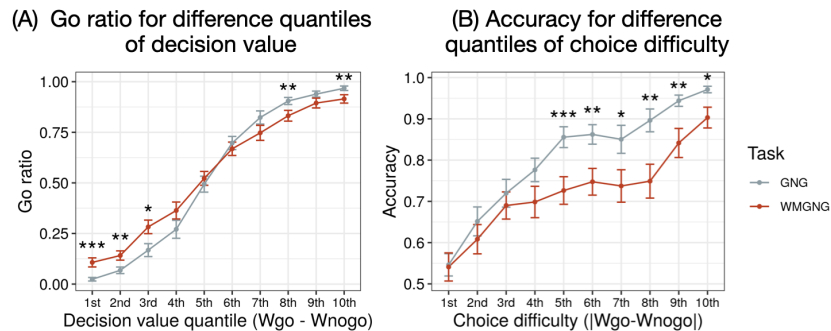 (A) Go ratio for difference quantiles
of decision value
(B) Accuracy for difference
quantiles of choice difficulty
Go ratio
1.00
0.75
0.50
0.25
0.00
*** ** * ** **
1st 2nd 3rd 4th 5th 6th 7th 8th 9th 10th
Decision value quantile (Wgo - Wnogo)
Accuracy
1.0
0.9
0.8
0.7
0.6
0.5
*** ** * ** ** *
1st 2nd 3rd 4th 5th 6th 7th 8th 9th 10th
Choice difficulty (|Wgo-Wnogo|)
Task
GNG
WMGNG